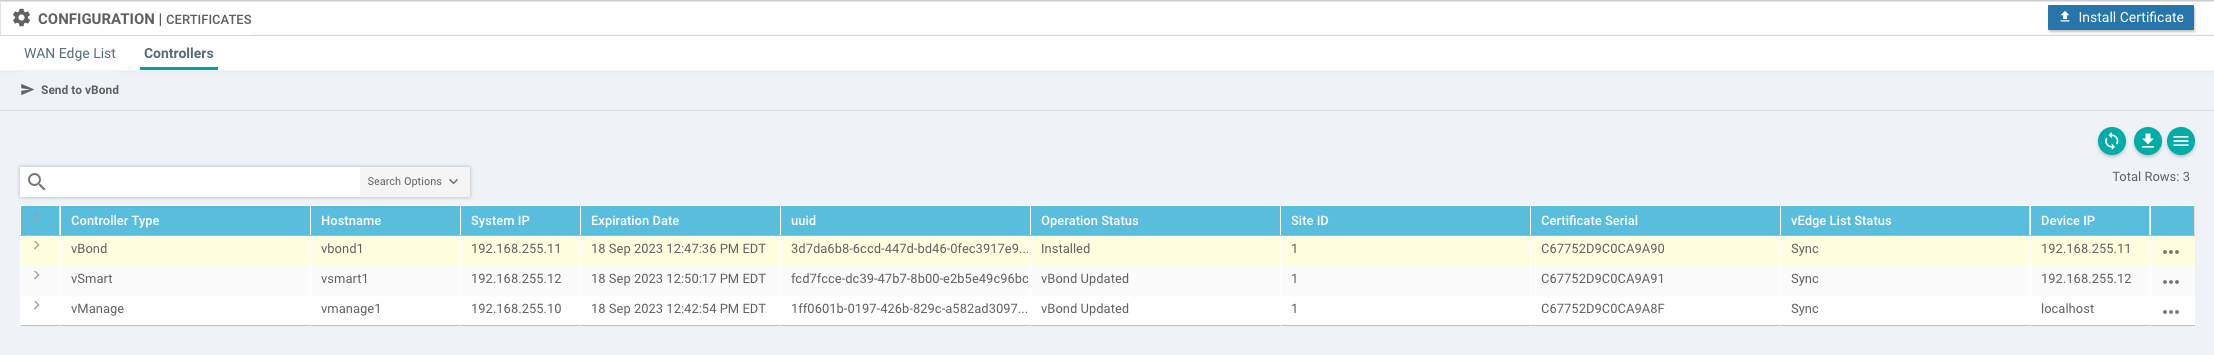 CONFIGURATION | CERTIFICATES
Install Certificate
WAN Edge List Controllers
Send to vBond
Search Options
Total Rows: 3
Controller Type Hostname System IP Expiration Date uuid Operation Status Site ID Certificate Serial vEdge List Status Device IP
vBond vbond1 192.168.255.11 18 Sep 2023 12:47:36 PM EDT 3d7da6b8-6ccd-447d-bd46-0fec3917e9... Installed 1 C67752D9C0CA9A90 Sync 192.168.255.11 ...
vSmart vsmart1 192.168.255.12 18 Sep 2023 12:50:17 PM EDT fcd7fcce-dc39-47b7-8b00-e2b5e49c96bc vBond Updated 1 C67752D9C0CA9A91 Sync 192.168.255.12 ...
vManage vmanage1 192.168.255.10 18 Sep 2023 12:42:54 PM EDT 1ff0601b-0197-426b-829c-a582ad3097... vBond Updated 1 C67752D9C0CA9A8F Sync localhost ...